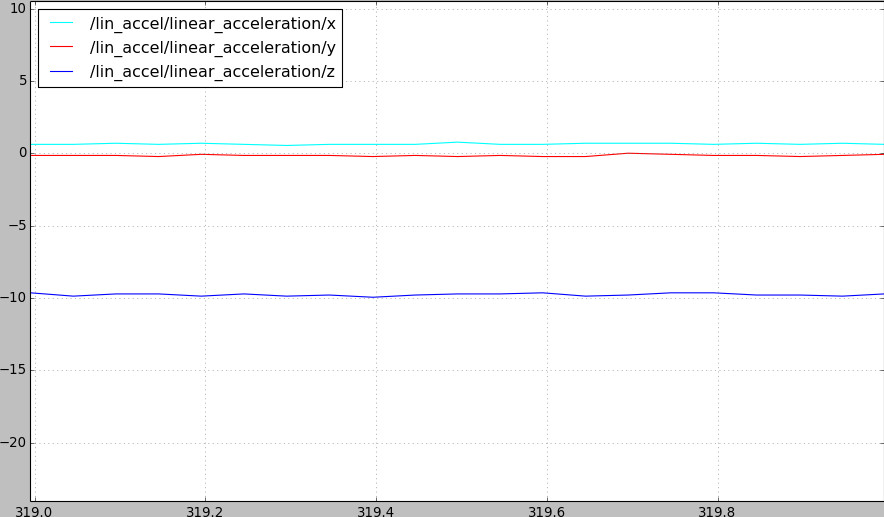 10
/lin_accel/linear_acceleration/x
/lin_accel/linear_acceleration/y
/lin_accel/linear_acceleration/z
5
0
−5
−10
−15
−20
319.0 319.2 319.4 319.6 319.8